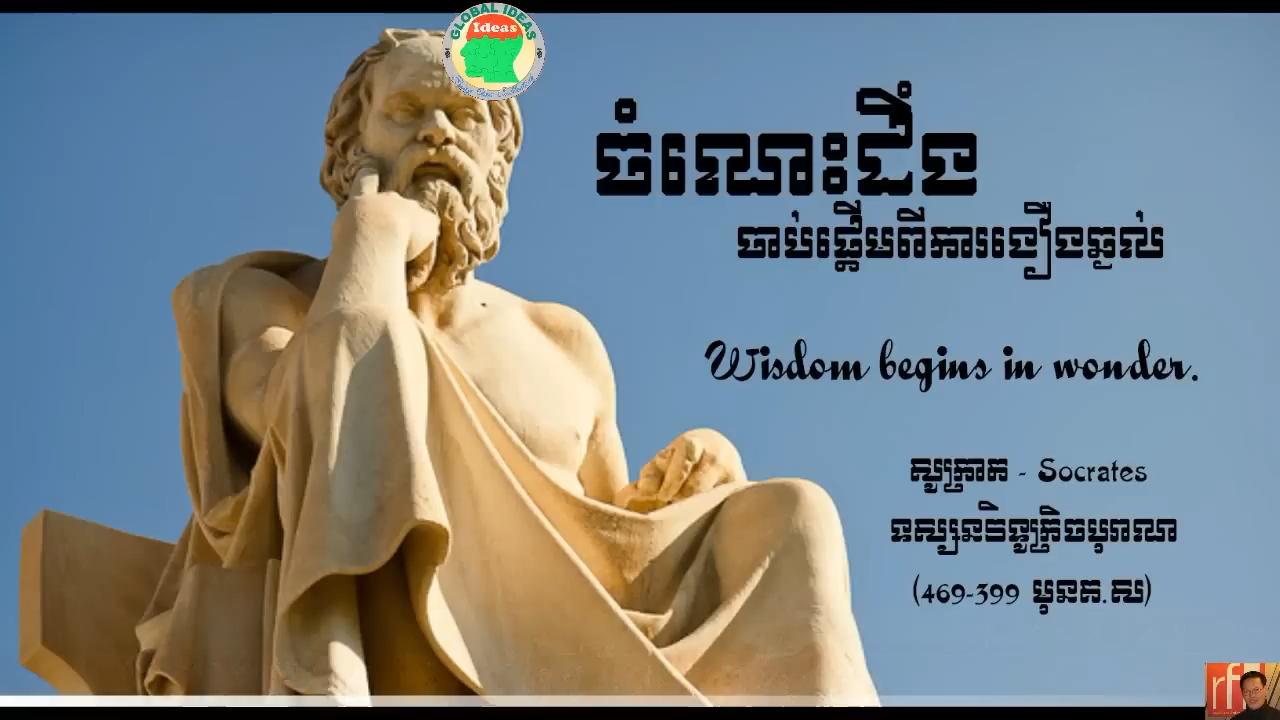 GLOBAL IDEAS
Ideas
ចំណេះដឹង
ចាប់ផ្តើមពីការងឿងឆ្ងល់
Wisdom begins in wonder.
សូក្រាត - Socrates
ទស្សនវិទូក្រិចបុរាណ
(469-399 មុនគ.ស)
rf